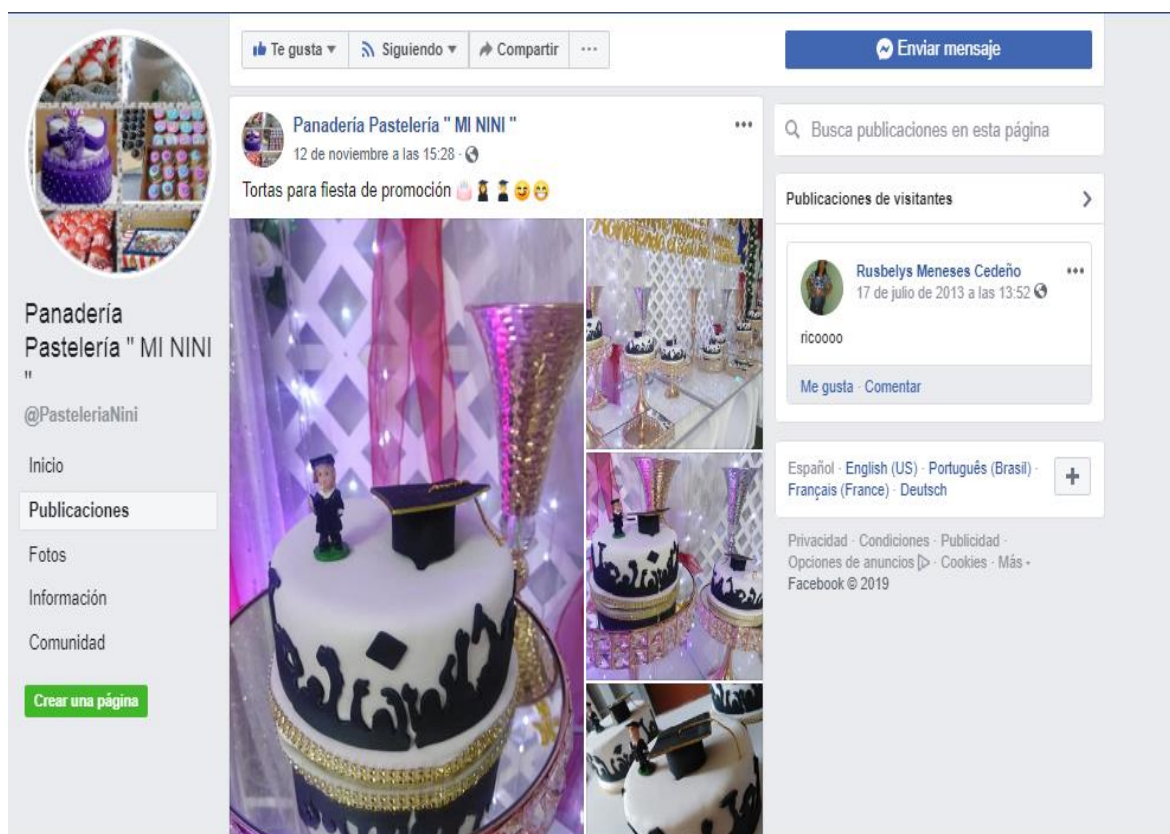 Te gusta
Siguiendo
Compartir
Enviar mensaje
Panadería
Pastelería " MI NINI
"
@PasteleriaNini
Inicio
Publicaciones
Fotos
Información
Comunidad
Crear una página
Panadería Pastelería " MI NINI "
12 de noviembre a las 15:28 ·
Tortas para fiesta de promoción
Busca publicaciones en esta página
Publicaciones de visitantes
Rusbelys Meneses Cedeño
17 de julio de 2013 a las 13:52
ricoooo
Me gusta · Comentar
Español · English (US) · Português (Brasil) ·
Français (France) · Deutsch
Privacidad · Condiciones · Publicidad ·
Opciones de anuncios · Cookies · Más
Facebook © 2019